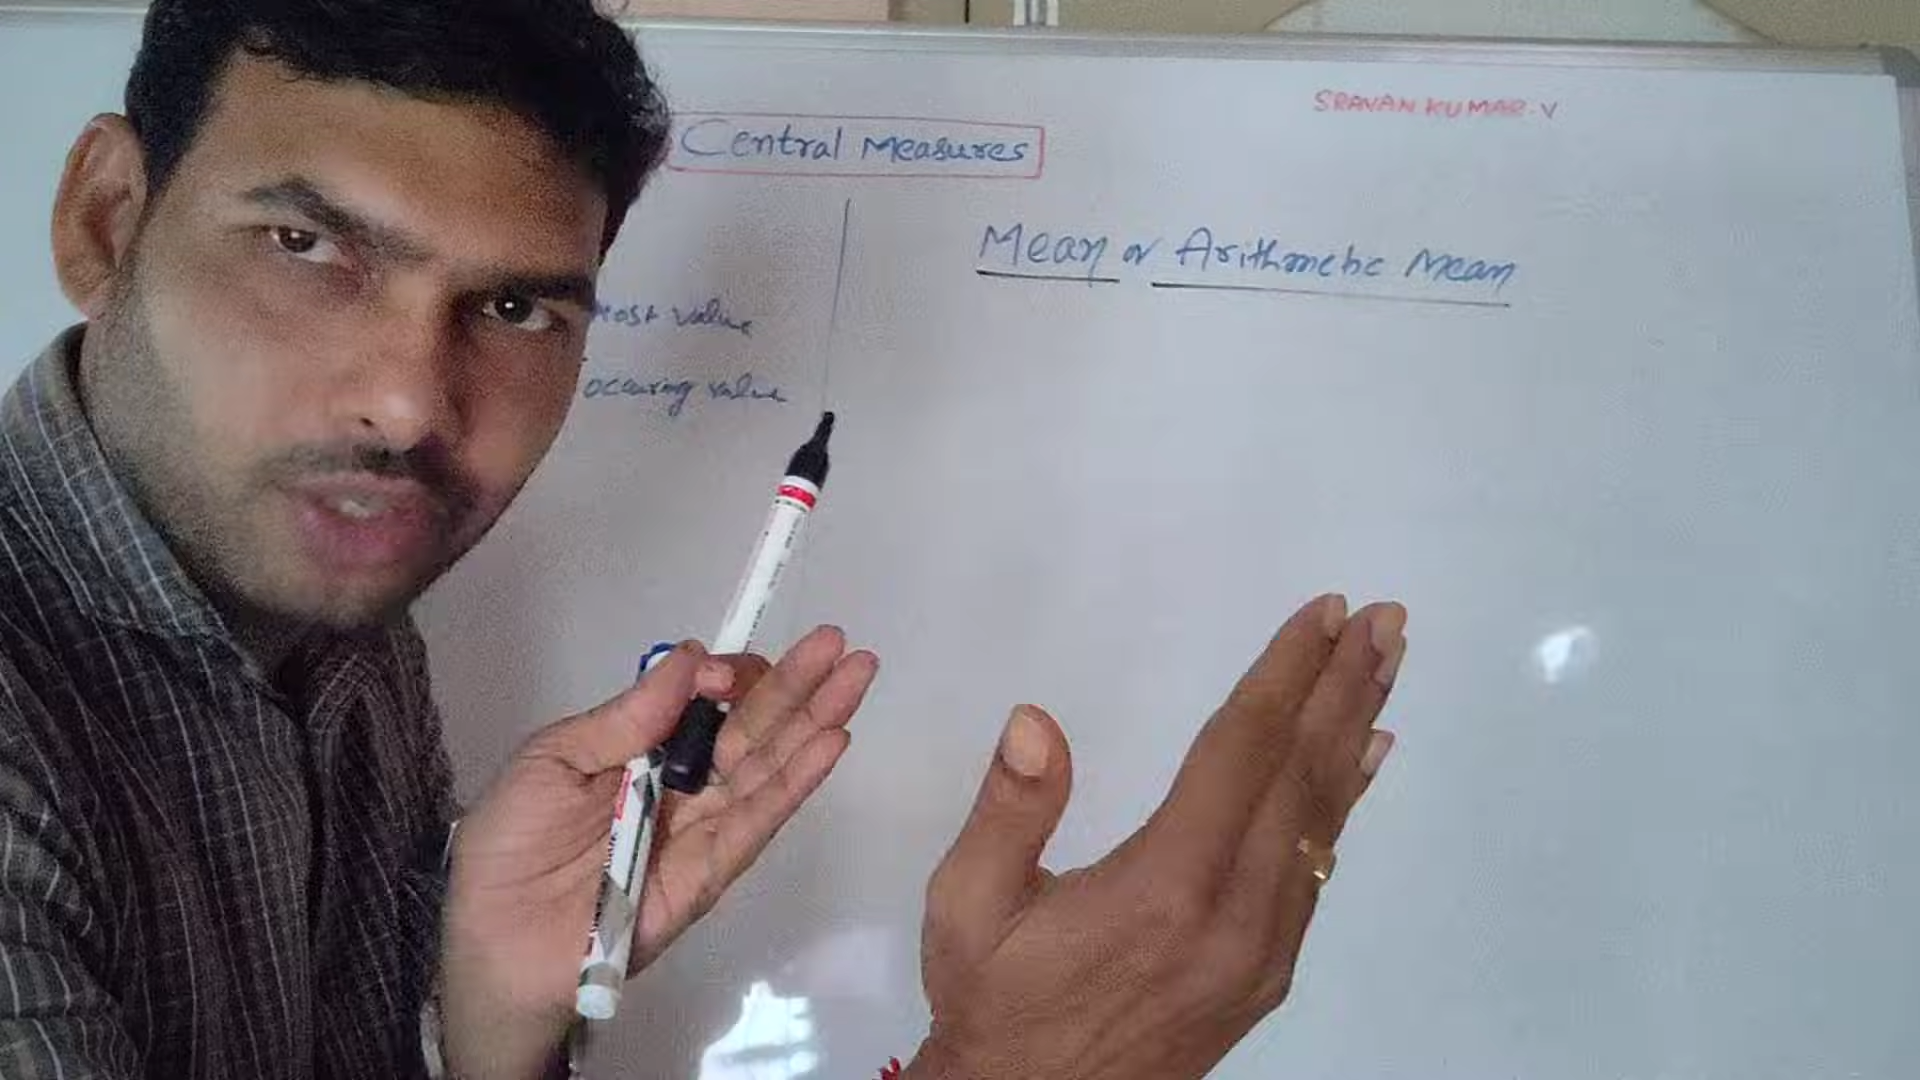 SRAVAN KUMAR.V
Central Measures
Mean or Arithmetic Mean
most value
occuring value